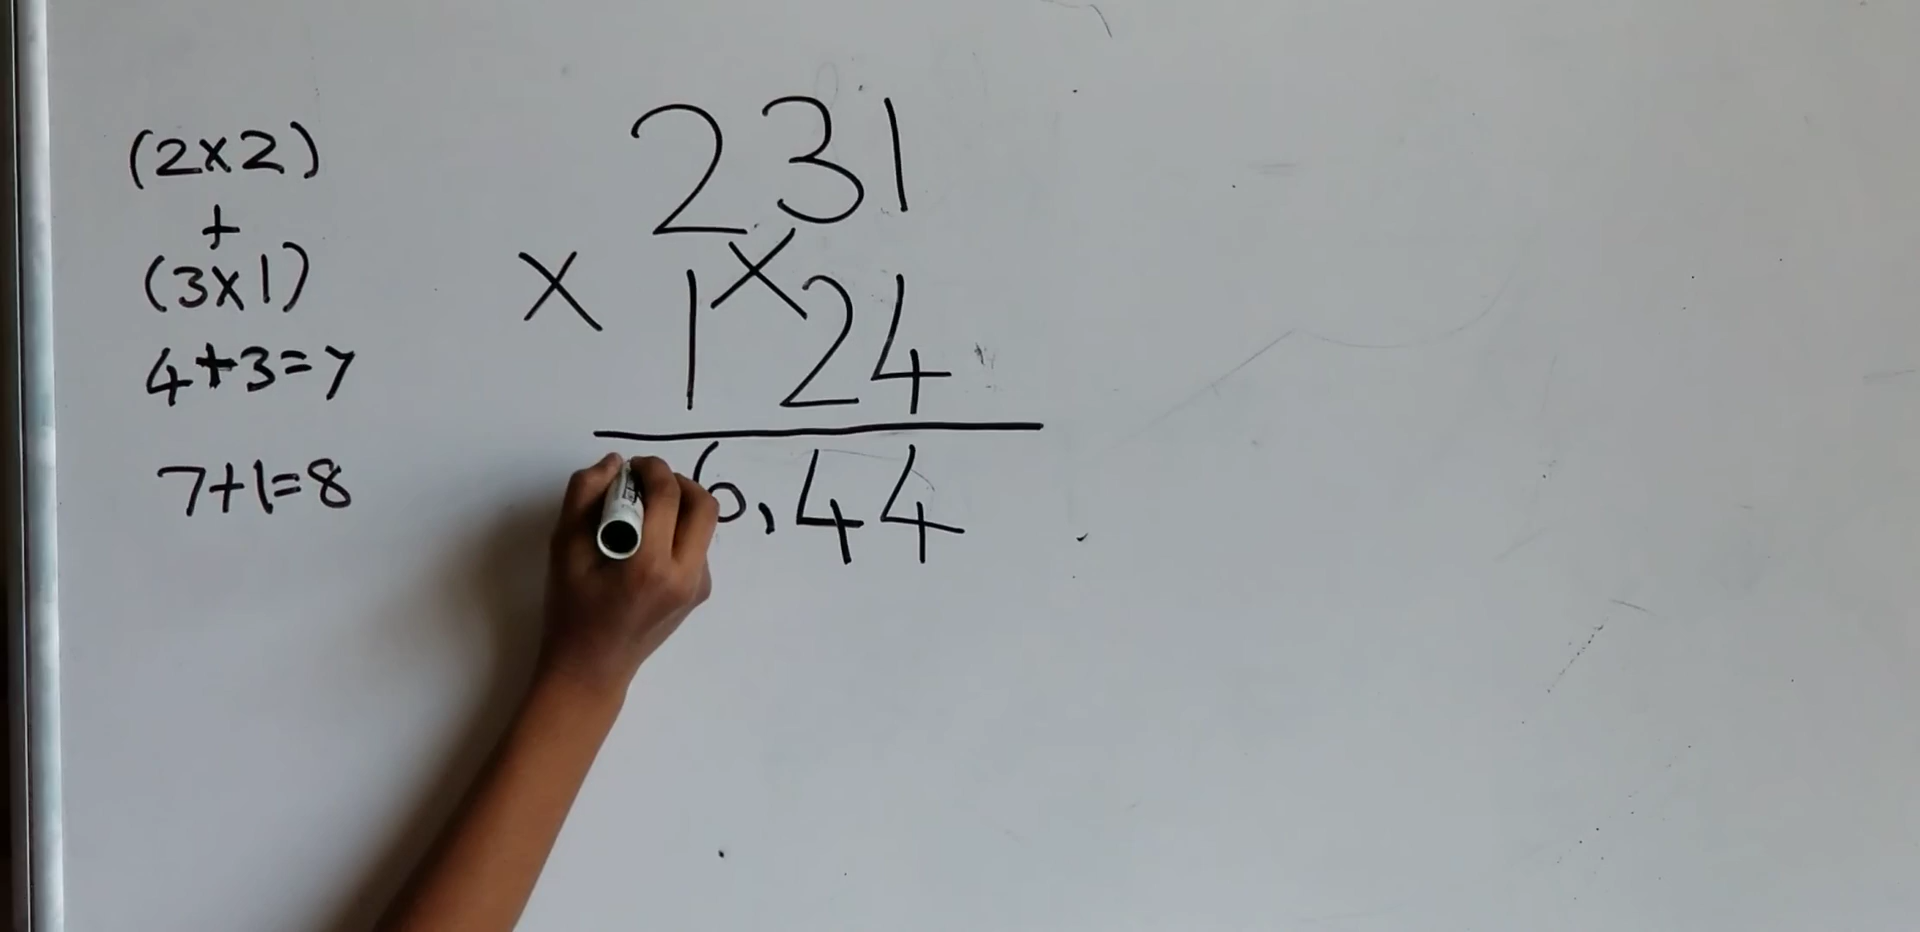 (2x2)
+
(3x1)
4+3=7
7+1=8
231
x 124
6,44